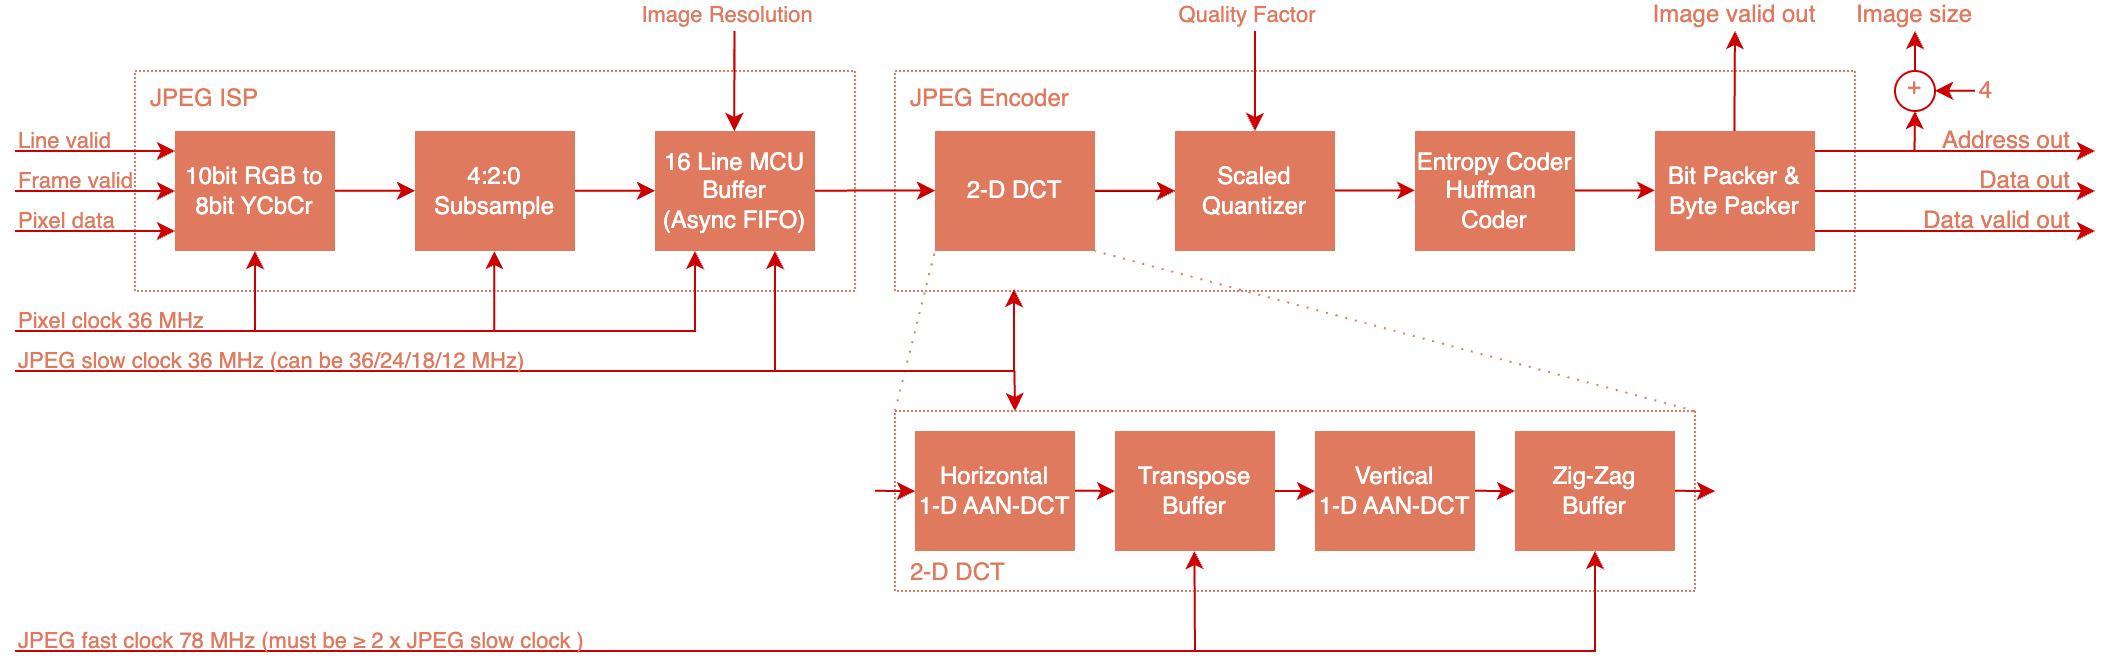 Image Resolution
Quality Factor
Image valid out
Image size
JPEG ISP
JPEG Encoder
+
4
Line valid
Frame valid
Pixel data
10bit RGB to
8bit YCbCr
4:2:0
Subsample
16 Line MCU
Buffer
(Async FIFO)
2-D DCT
Scaled
Quantizer
Entropy Coder
Huffman
Coder
Bit Packer &
Byte Packer
Address out
Data out
Data valid out
Pixel clock 36 MHz
JPEG slow clock 36 MHz (can be 36/24/18/12 MHz)
Horizontal
1-D AAN-DCT
Transpose
Buffer
Vertical
1-D AAN-DCT
Zig-Zag
Buffer
2-D DCT
JPEG fast clock 78 MHz (must be ≥ 2 x JPEG slow clock )